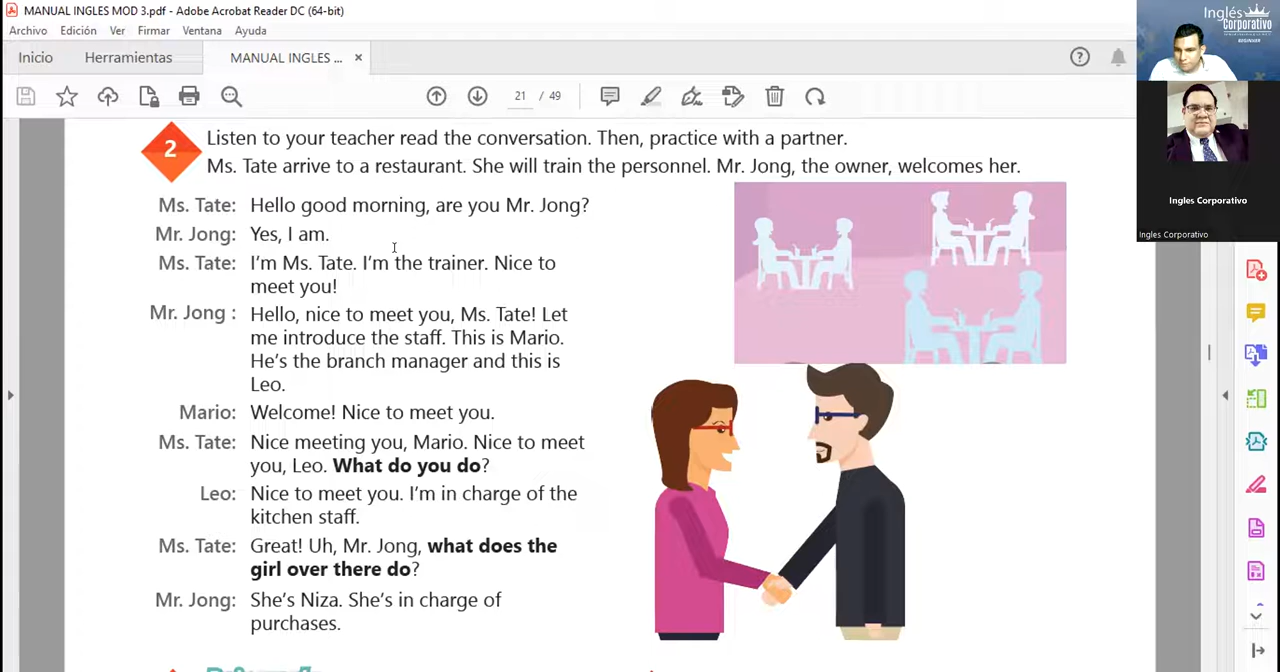 MANUAL INGLES MOD 3.pdf - Adobe Acrobat Reader DC (64-bit)
Archivo Edición Ver Firmar Ventana Ayuda
Inicio Herramientas MANUAL INGLES ... ×
21 / 49
Inglés
Corporativo
BEGINNER
Ingles Corporativo
Ingles Corporativo
2
Listen to your teacher read the conversation. Then, practice with a partner.
Ms. Tate arrive to a restaurant. She will train the personnel. Mr. Jong, the owner, welcomes her.
Ms. Tate: Hello good morning, are you Mr. Jong?
Mr. Jong: Yes, I am.
Ms. Tate: I'm Ms. Tate. I'm the trainer. Nice to
meet you!
Mr. Jong : Hello, nice to meet you, Ms. Tate! Let
me introduce the staff. This is Mario.
He's the branch manager and this is
Leo.
Mario: Welcome! Nice to meet you.
Ms. Tate: Nice meeting you, Mario. Nice to meet
you, Leo. What do you do?
Leo: Nice to meet you. I'm in charge of the
kitchen staff.
Ms. Tate: Great! Uh, Mr. Jong, what does the
girl over there do?
Mr. Jong: She's Niza. She's in charge of
purchases.